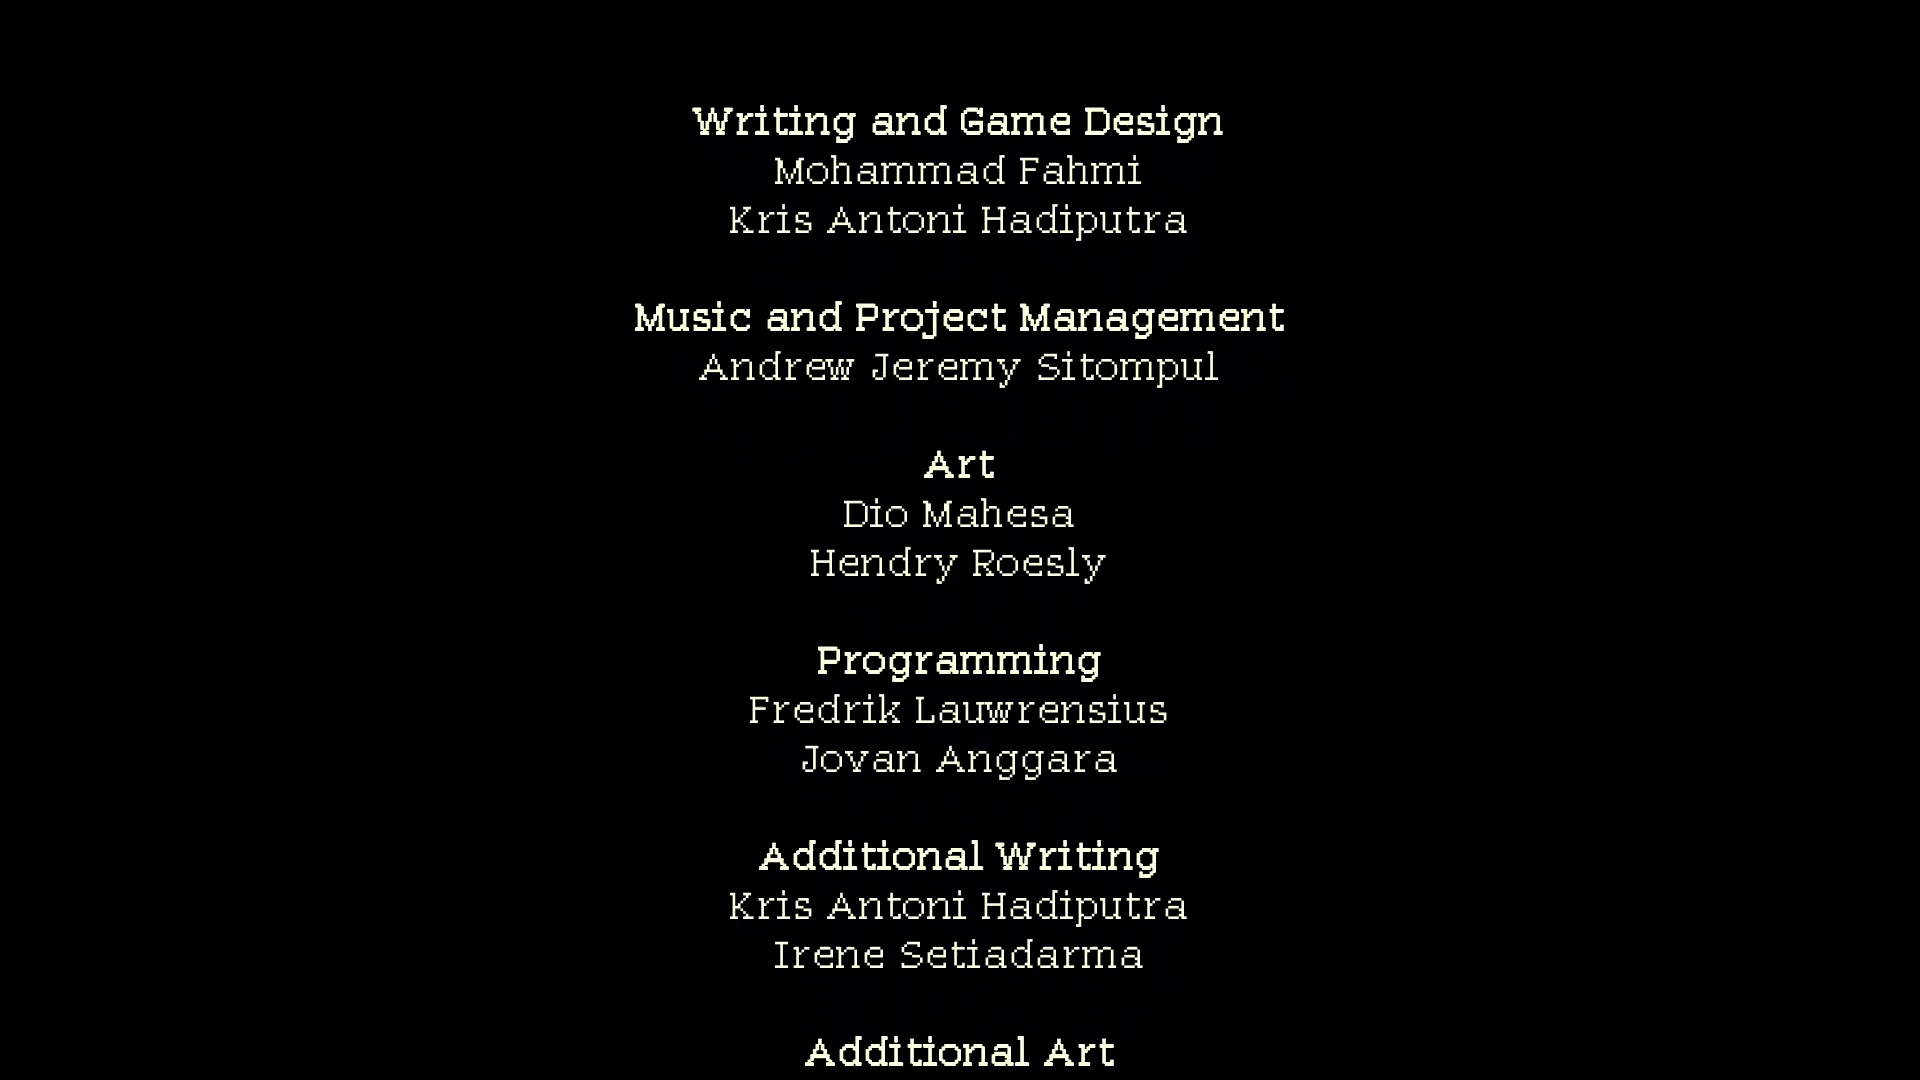 Writing and Game Design
Mohammad Fahmi
Kris Antoni Hadiputra
Music and Project Management
Andrew Jeremy Sitompul
Art
Dio Mahesa
Hendry Roesly
Programming
Fredrik Lauwrensius
Jovan Anggara
Additional Writing
Kris Antoni Hadiputra
Irene Setiadarma
Additional Art